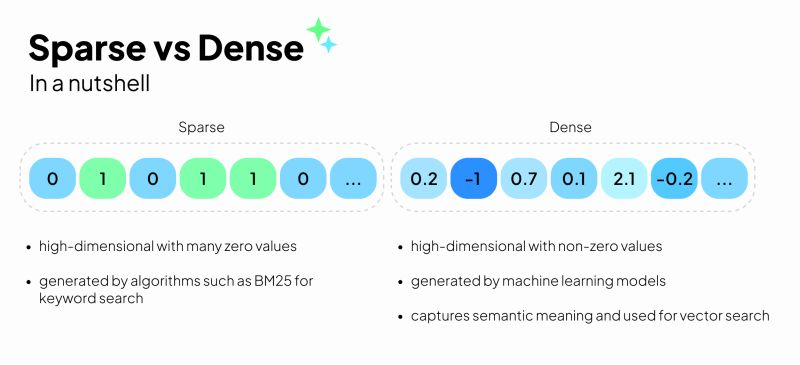 Sparse vs Dense
In a nutshell
Sparse
0 1 0 1 1 0 ...
• high-dimensional with many zero values
• generated by algorithms such as BM25 for
keyword search
Dense
0.2 -1 0.7 0.1 2.1 -0.2 ...
• high-dimensional with non-zero values
• generated by machine learning models
• captures semantic meaning and used for vector search